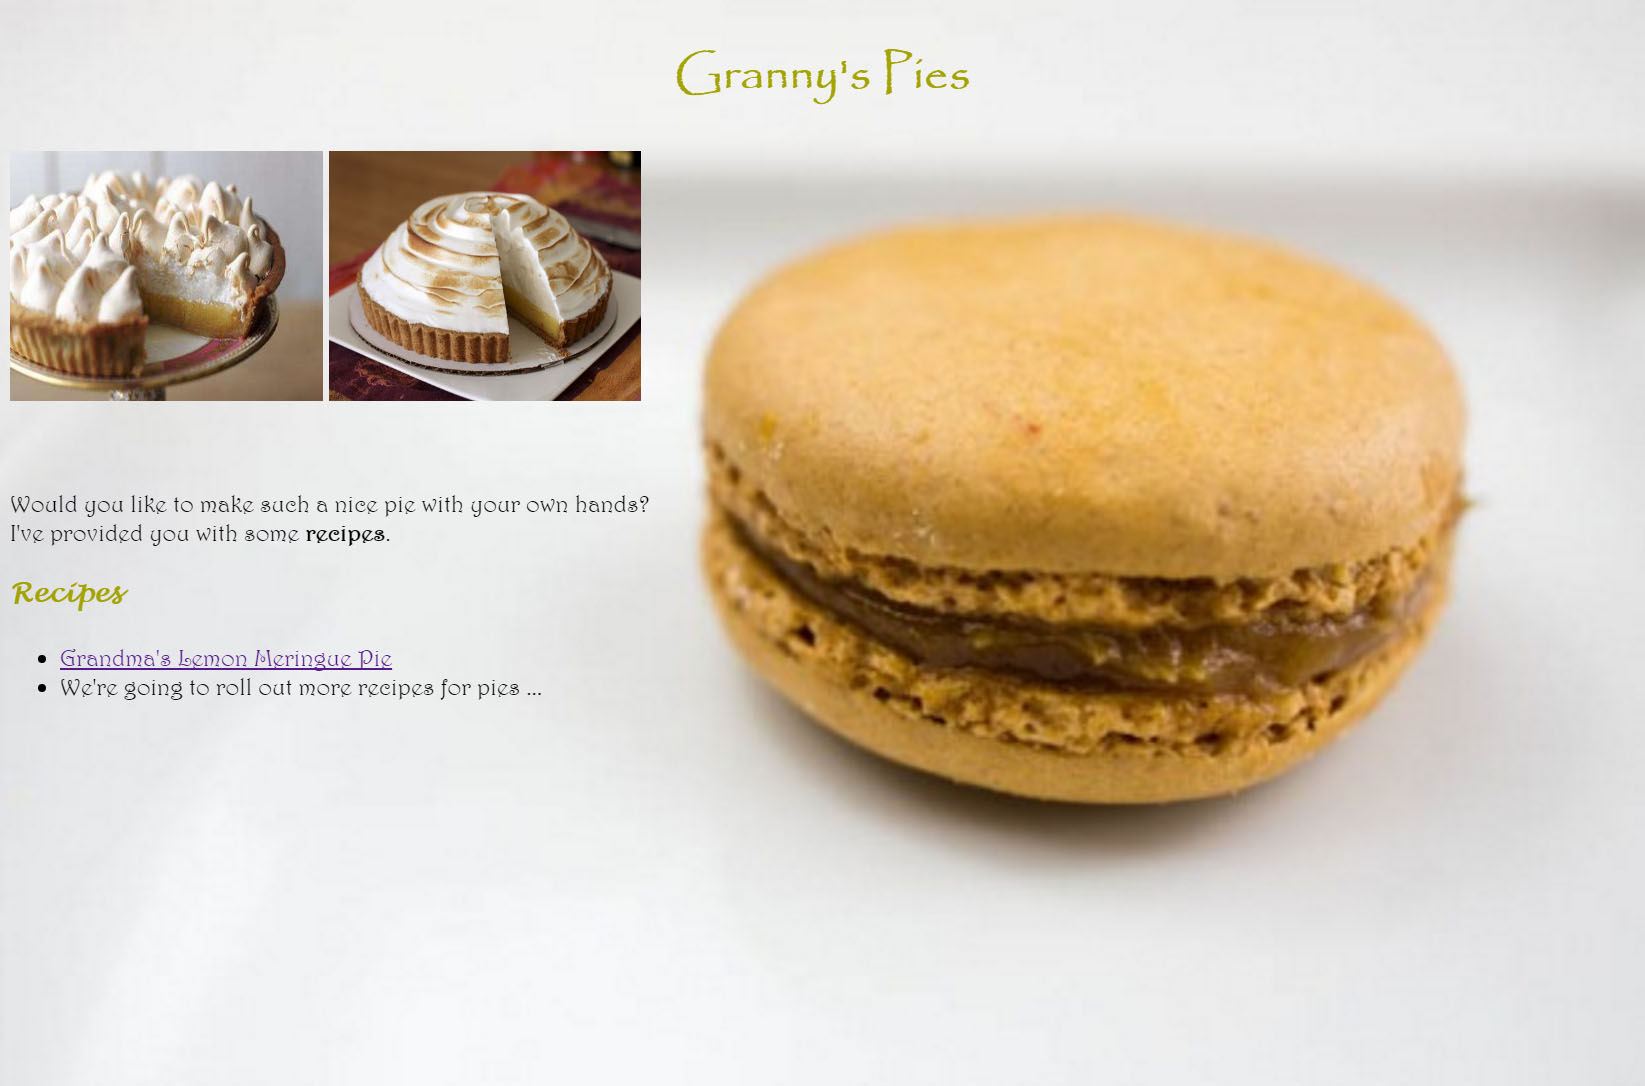 Granny's Pies
Would you like to make such a nice pie with your own hands?
I've provided you with some recipes.
Recipes
Grandma's Lemon Meringue Pie
We're going to roll out more recipes for pies ...